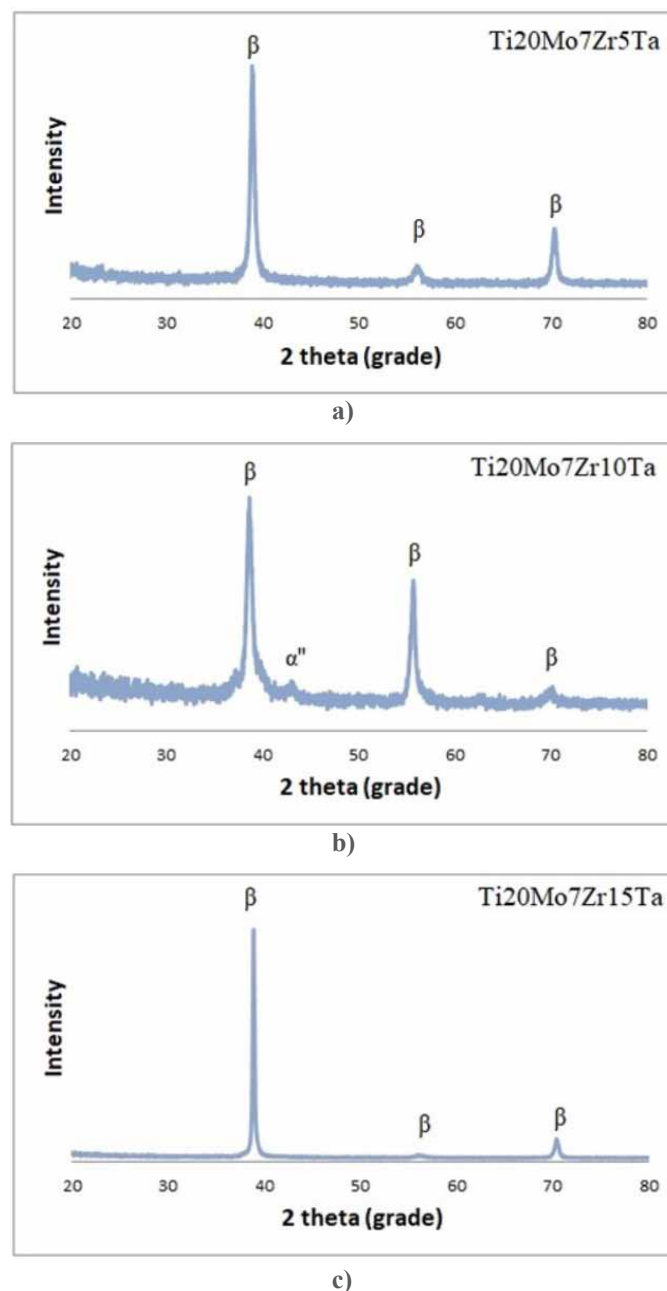 Ti20Mo7Zr5Ta
β
β
β
Intensity
20 30 40 50 60 70 80
2 theta (grade)
a)
Ti20Mo7Zr10Ta
β
β
α"
β
Intensity
20 30 40 50 60 70 80
2 theta (grade)
b)
Ti20Mo7Zr15Ta
β
β
β
Intensity
20 30 40 50 60 70 80
2 theta (grade)
c)